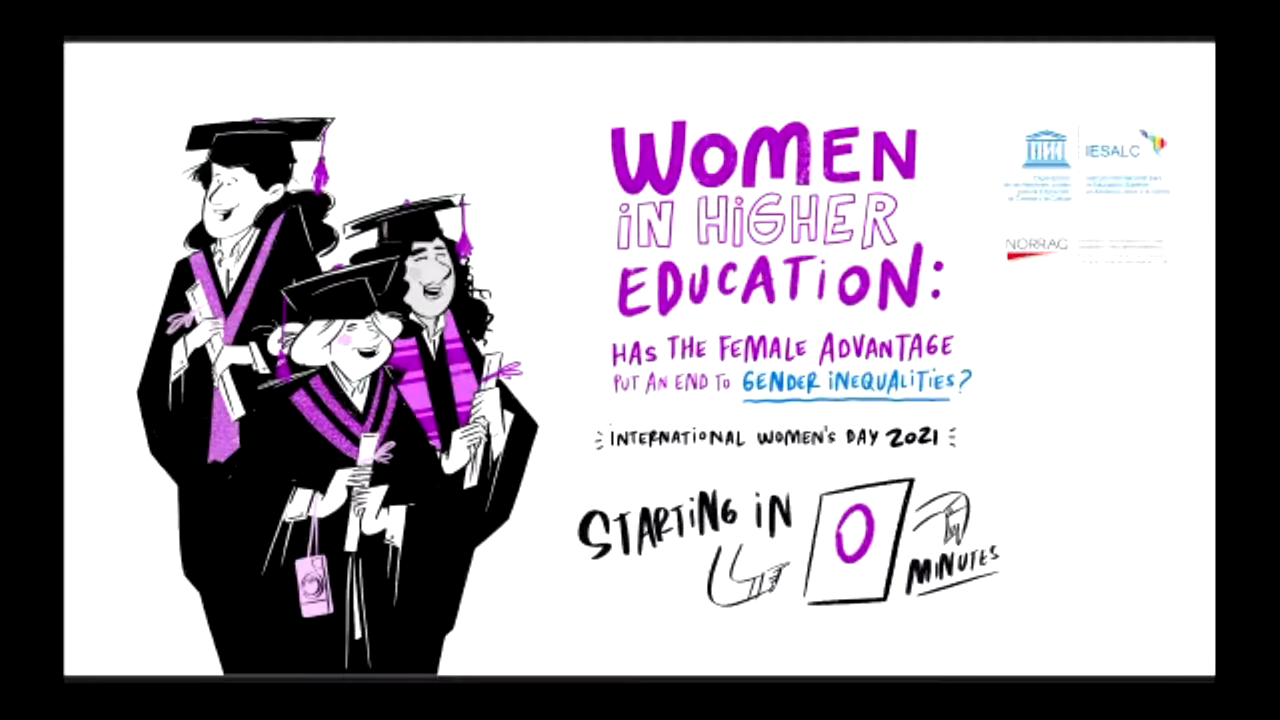 WOMEN
IN HIGHER
EDUCATION:
HAS THE FEMALE ADVANTAGE
PUT AN END TO GENDER INEQUALITIES?
INTERNATIONAL WOMEN'S DAY 2021
STARTING IN 0 MINUTES
IESALC
NORRAG